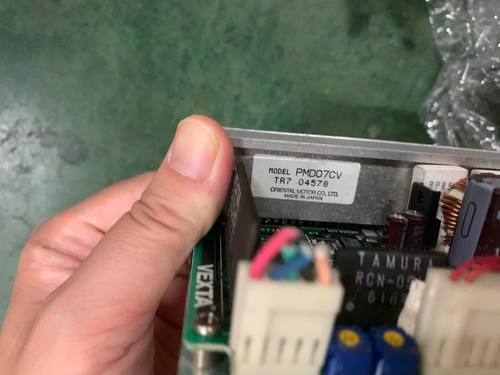 MODEL PMD07CV
TR7 04578
ORIENTAL MOTOR CO., LTD.
MADE IN JAPAN
VEXTA
TAMURA